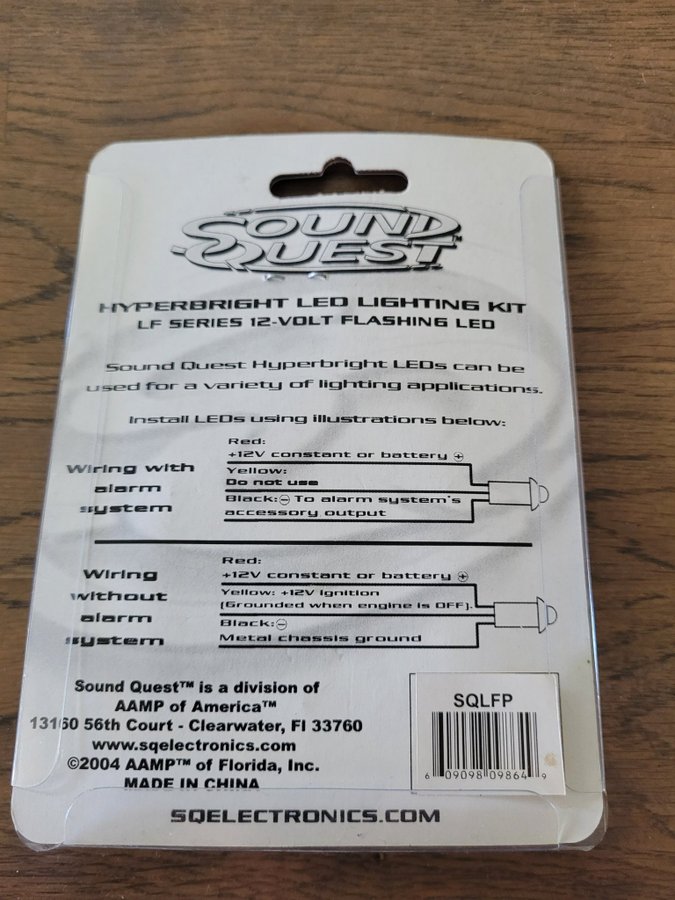 SOUND
QUEST™
HYPERBRIGHT LED LIGHTING KIT
LF SERIES 12-VOLT FLASHING LED
Sound Quest Hyperbright LEDs can be
used for a variety of lighting applications.
Install LEDs using illustrations below:
Wiring with
alarm
system
Red:
+12V constant or battery ⊕
Yellow:
Do not use
Black:⊖ To alarm system's
accessory output
Wiring
without
alarm
system
Red:
+12V constant or battery ⊕
Yellow: +12V ignition
(Grounded when engine is OFF).
Black:⊖
Metal chassis ground
Sound Quest™ is a division of
AAMP of America™
13160 56th Court - Clearwater, Fl 33760
www.sqelectronics.com
©2004 AAMP™ of Florida, Inc.
MADE IN CHINA
SQLFP
6 09098 09864 9
SQELECTRONICS.COM